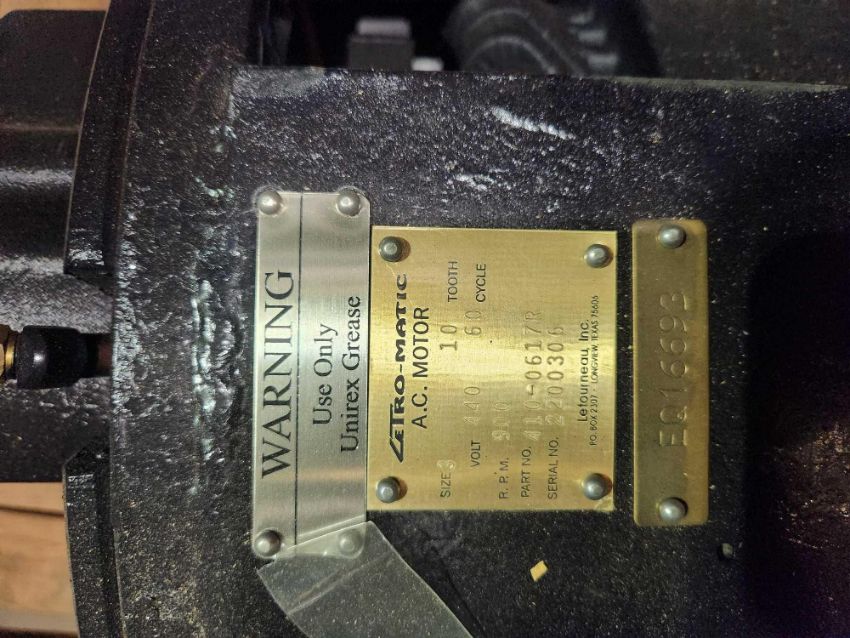 WARNING
Use Only
Unirex Grease
LETRO-MATIC
A.C. MOTOR
SIZE 3 10 TOOTH
VOLT 440 60 CYCLE
R.P.M.
PART NO. 410-0617R
SERIAL NO. 2200306
Letourneau, Inc.
P.O. BOX 2307 - LONGVIEW, TEXAS 75606
EQ16693